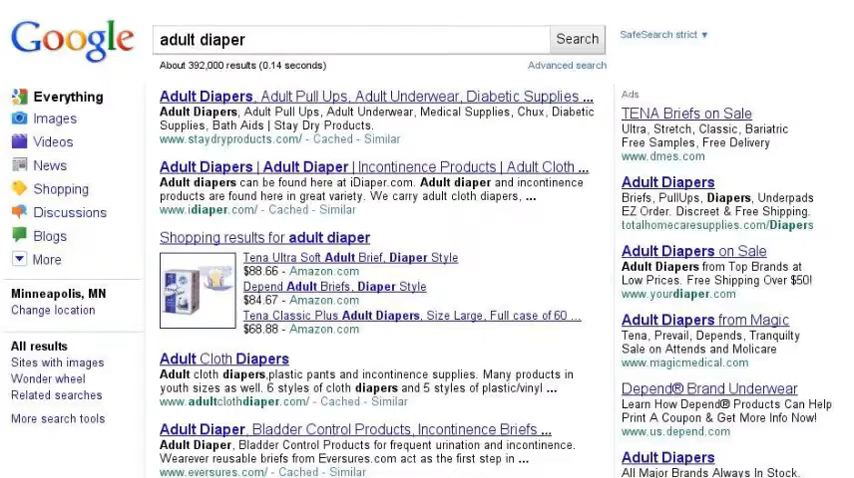 Google
adult diaper
Search
SafeSearch strict ▼
About 392,000 results (0.14 seconds)
Advanced search
Everything
Images
Videos
News
Shopping
Discussions
Blogs
More
Minneapolis, MN
Change location
All results
Sites with images
Wonder wheel
Related searches
More search tools
Adult Diapers, Adult Pull Ups, Adult Underwear, Diabetic Supplies ...
Adult Diapers, Adult Pull Ups, Adult Underwear, Medical Supplies, Chux, Diabetic
Supplies, Bath Aids | Stay Dry Products.
www.staydryproducts.com/ - Cached - Similar
Adult Diapers | Adult Diaper | Incontinence Products | Adult Cloth ...
Adult diapers can be found here at iDiaper.com. Adult diaper and incontinence
products are found here in great variety. We carry adult cloth diapers, ...
www.idiaper.com/ - Cached - Similar
Shopping results for adult diaper
Tena Ultra Soft Adult Brief, Diaper Style
$88.66 - Amazon.com
Depend Adult Briefs, Diaper Style
$84.67 - Amazon.com
Tena Classic Plus Adult Diapers, Size Large, Full case of 60 ...
$68.88 - Amazon.com
Adult Cloth Diapers
Adult cloth diapers,plastic pants and incontinence supplies. Many products in
youth sizes as well. 6 styles of cloth diapers and 5 styles of plastic/vinyl ...
www.adultclothdiaper.com/ - Cached - Similar
Adult Diaper, Bladder Control Products, Incontinence Briefs ...
Adult Diaper, Bladder Control Products for frequent urination and incontinence.
Wearever reusable briefs from Eversures.com act as the first step in ...
www.eversures.com/ - Cached - Similar
Ads
TENA Briefs on Sale
Ultra, Stretch, Classic, Bariatric
Free Samples, Free Delivery
www.dmes.com
Adult Diapers
Briefs, PullUps, Diapers, Underpads
EZ Order. Discreet & Free Shipping.
totalhomecaresupplies.com/Diapers
Adult Diapers on Sale
Adult Diapers from Top Brands at
Low Prices. Free Shipping Over $50!
www.yourdiaper.com
Adult Diapers from Magic
Tena, Prevail, Depends, Tranquilty
Sale on Attends and Molicare
www.magicmedical.com
Depend® Brand Underwear
Learn How Depend® Products Can Help
Print A Coupon & Get More Info Now!
www.us.depend.com
Adult Diapers
All Major Brands Always In Stock.